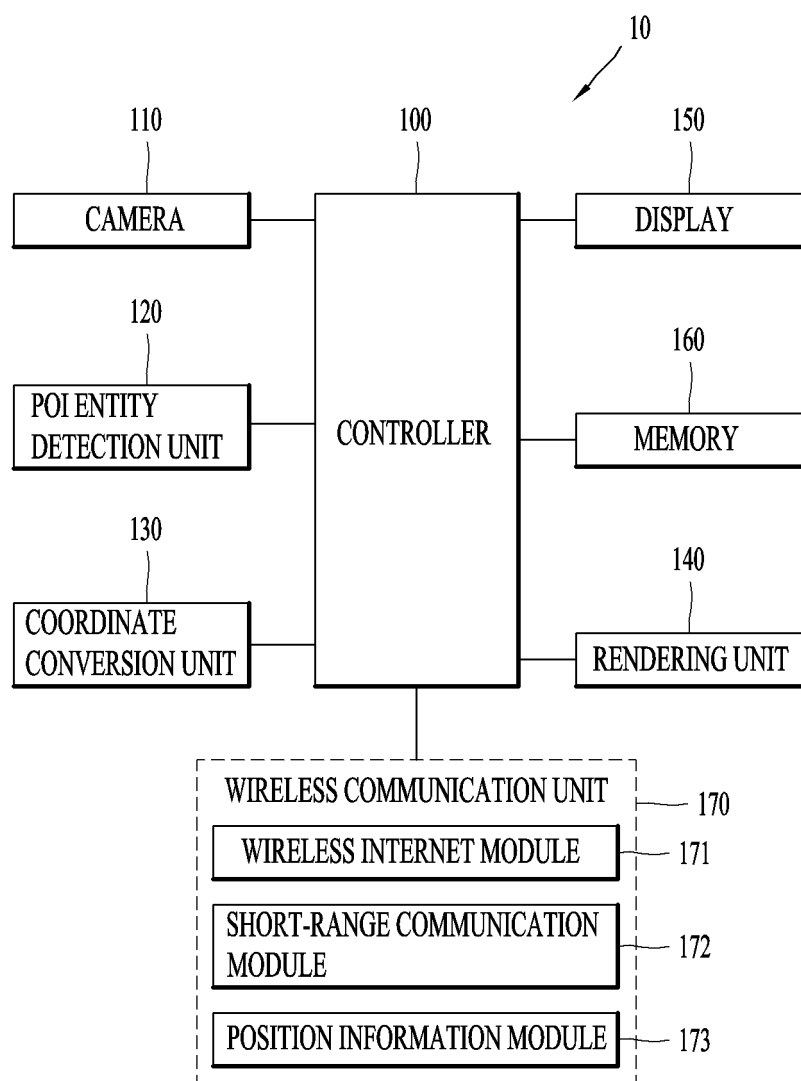 10
110
100
150
CAMERA
DISPLAY
120
160
POI ENTITY
DETECTION UNIT
CONTROLLER
MEMORY
130
140
COORDINATE
CONVERSION UNIT
RENDERING UNIT
WIRELESS COMMUNICATION UNIT
170
WIRELESS INTERNET MODULE
171
SHORT-RANGE COMMUNICATION
MODULE
172
POSITION INFORMATION MODULE
173